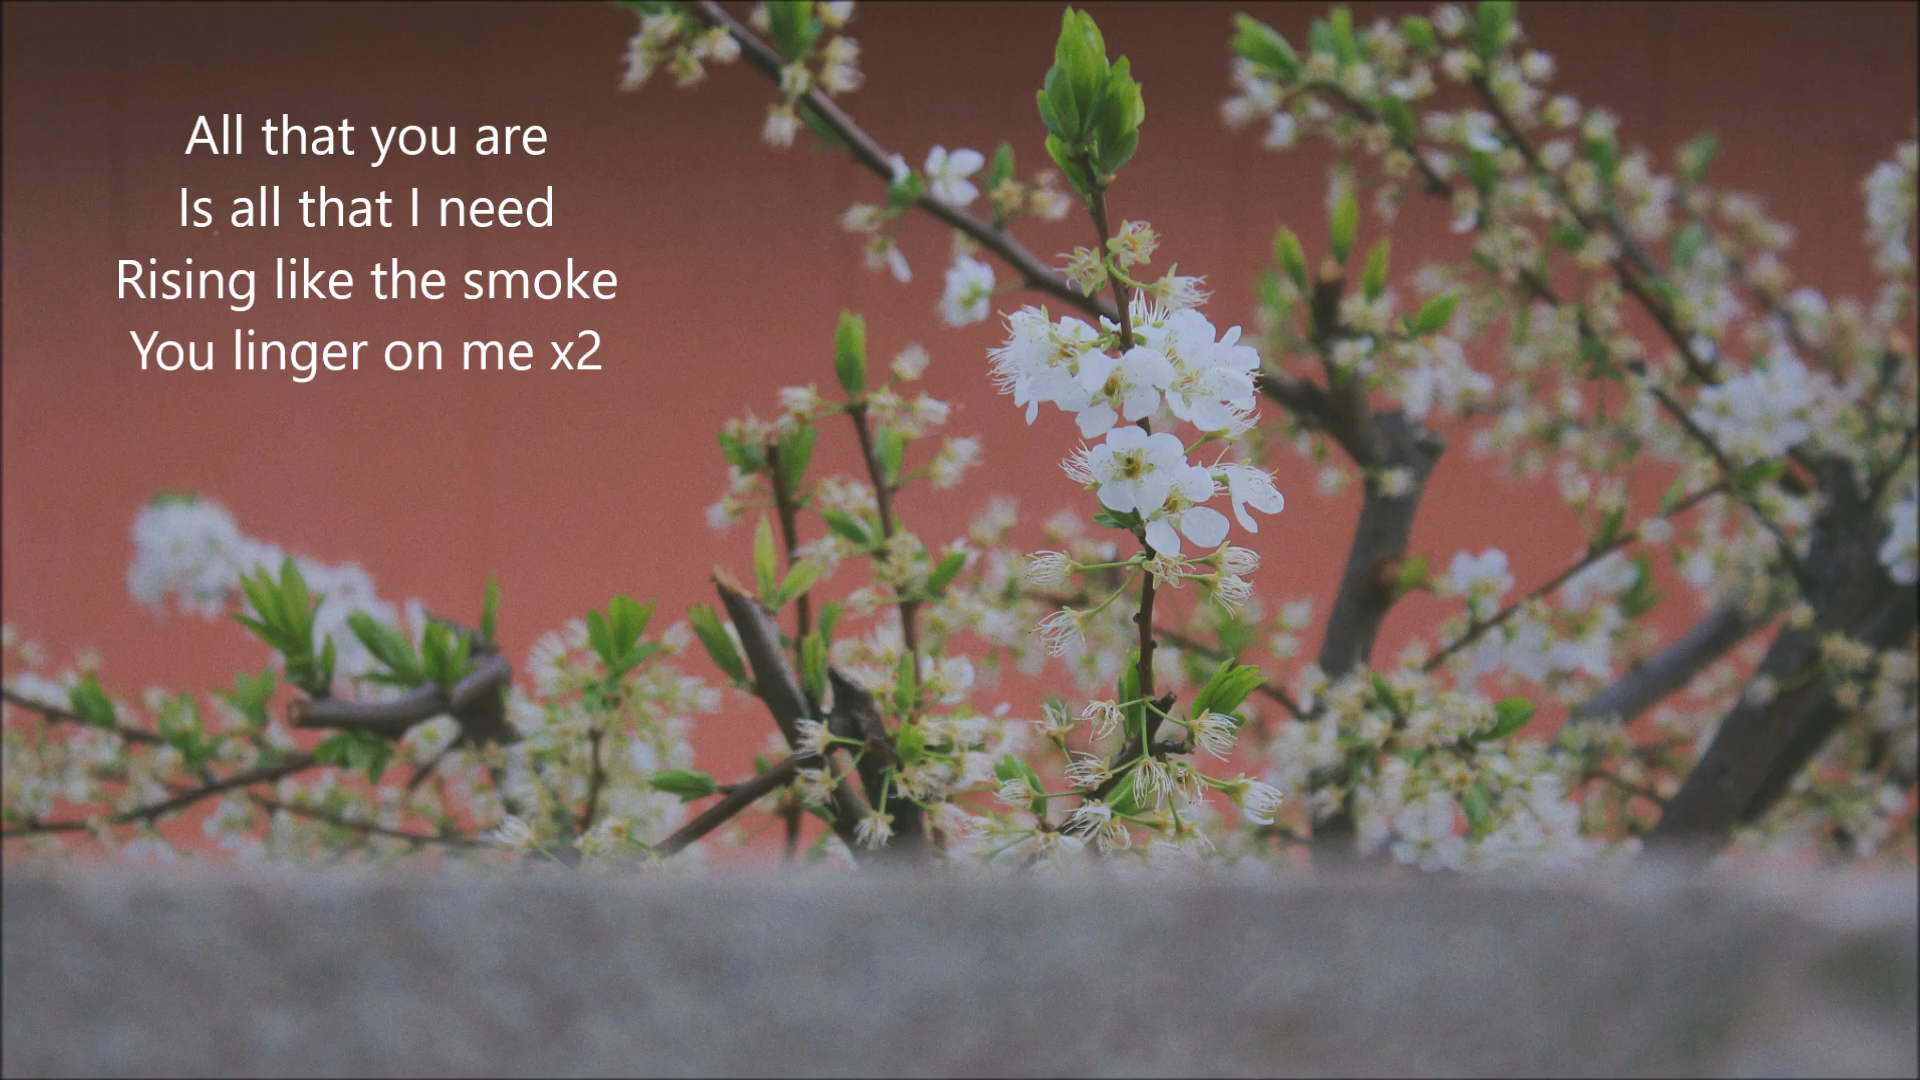 All that you are
Is all that I need
Rising like the smoke
You linger on me x2